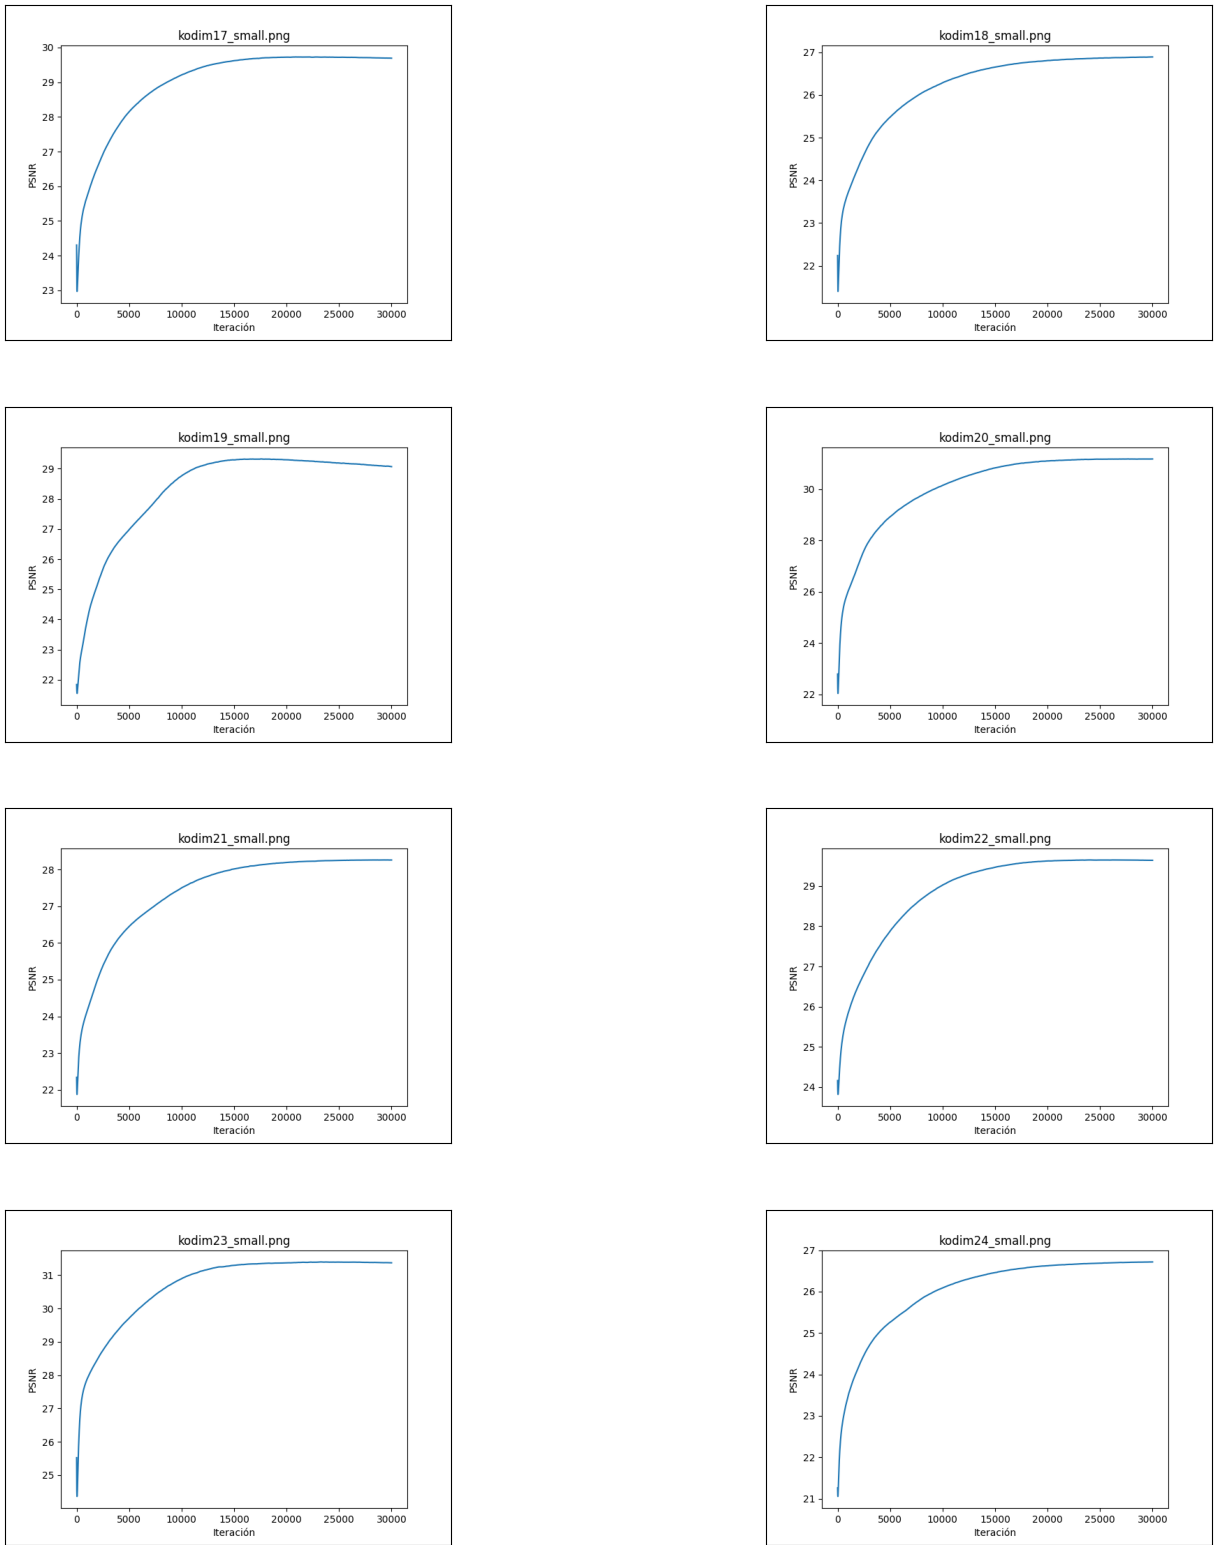 kodim17_small.png
30
29
28
27
26
25
24
23
PSNR
0 5000 10000 15000 20000 25000 30000
Iteración
kodim18_small.png
27
26
25
24
23
22
PSNR
0 5000 10000 15000 20000 25000 30000
Iteración
kodim19_small.png
29
28
27
26
25
24
23
22
PSNR
0 5000 10000 15000 20000 25000 30000
Iteración
kodim20_small.png
30
28
26
24
22
PSNR
0 5000 10000 15000 20000 25000 30000
Iteración
kodim21_small.png
28
27
26
25
24
23
22
PSNR
0 5000 10000 15000 20000 25000 30000
Iteración
kodim22_small.png
29
28
27
26
25
24
PSNR
0 5000 10000 15000 20000 25000 30000
Iteración
kodim23_small.png
31
30
29
28
27
26
25
PSNR
0 5000 10000 15000 20000 25000 30000
Iteración
kodim24_small.png
27
26
25
24
23
22
21
PSNR
0 5000 10000 15000 20000 25000 30000
Iteración